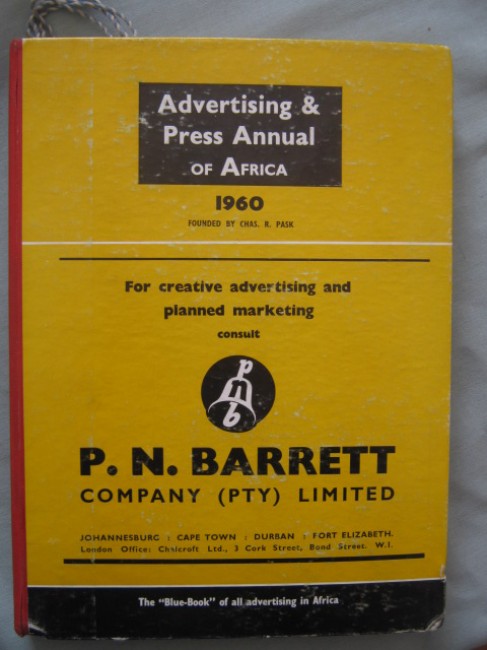 Advertising &
Press Annual
OF AFRICA
1960
FOUNDED BY CHAS. R. PASK
For creative advertising and
planned marketing
consult
pnb
P. N. BARRETT
COMPANY (PTY) LIMITED
JOHANNESBURG : CAPE TOWN : DURBAN : PORT ELIZABETH.
London Office: Chalcroft Ltd., 3 Cork Street, Bond Street. W.1.
The "Blue-Book" of all advertising in Africa